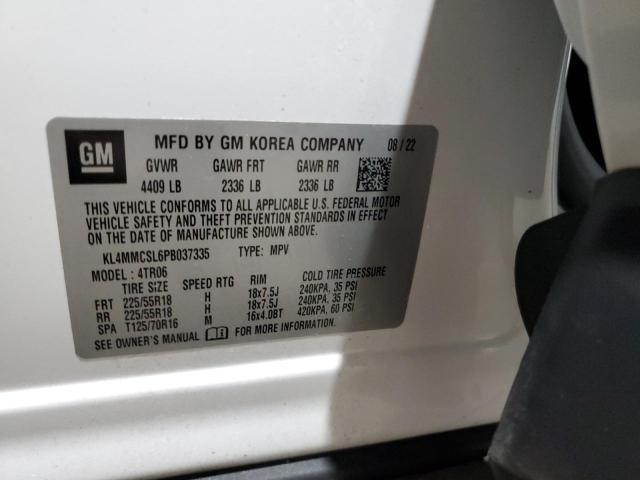 GM
MFD BY GM KOREA COMPANY 08/22
GVWR GAWR FRT GAWR RR
4409 LB 2336 LB 2336 LB
THIS VEHICLE CONFORMS TO ALL APPLICABLE U.S. FEDERAL MOTOR
VEHICLE SAFETY AND THEFT PREVENTION STANDARDS IN EFFECT
ON THE DATE OF MANUFACTURE SHOWN ABOVE.
KL4MMCSL6PB037335 TYPE: MPV
MODEL: 4TR06
TIRE SIZE SPEED RTG RIM COLD TIRE PRESSURE
FRT 225/55R18 H 18x7.5J 240KPA, 35 PSI
RR 225/55R18 H 18x7.5J 240KPA, 35 PSI
SPA T125/70R16 M 16x4.0BT 420KPA, 60 PSI
SEE OWNER'S MANUAL FOR MORE INFORMATION.